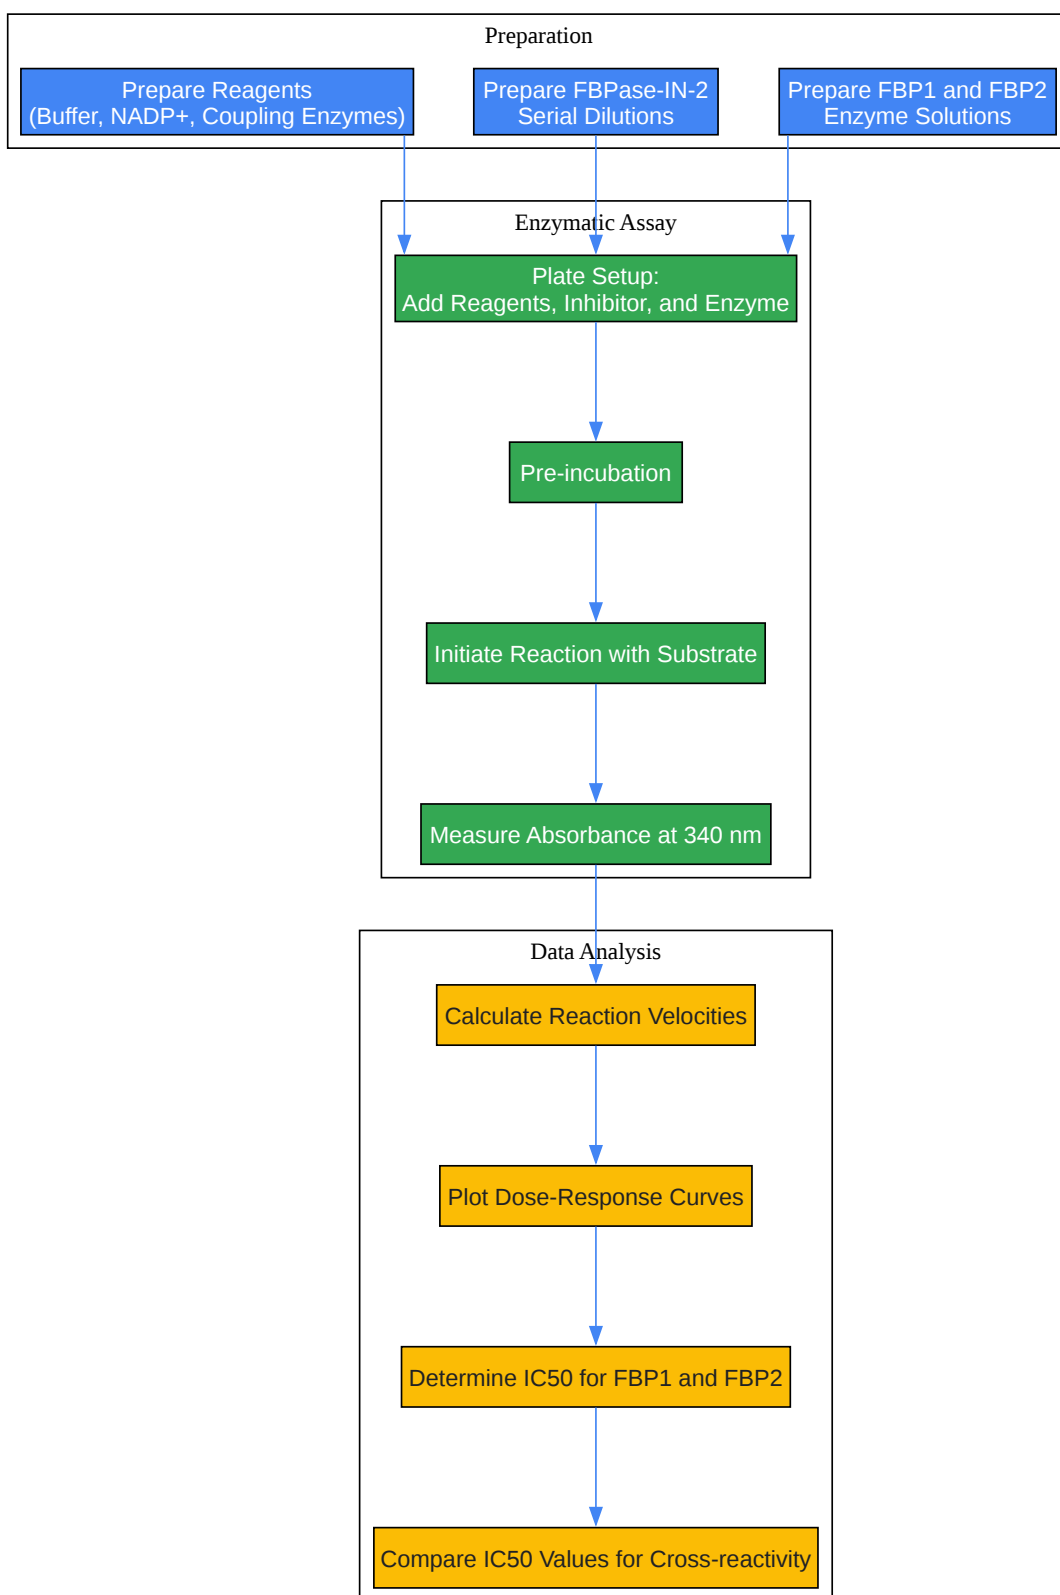 Preparation
Prepare Reagents
(Buffer, NADP+, Coupling Enzymes)
Prepare FBPase-IN-2
Serial Dilutions
Prepare FBP1 and FBP2
Enzyme Solutions
Enzymatic Assay
Plate Setup:
Add Reagents, Inhibitor, and Enzyme
Pre-incubation
Initiate Reaction with Substrate
Measure Absorbance at 340 nm
Data Analysis
Calculate Reaction Velocities
Plot Dose-Response Curves
Determine IC50 for FBP1 and FBP2
Compare IC50 Values for Cross-reactivity